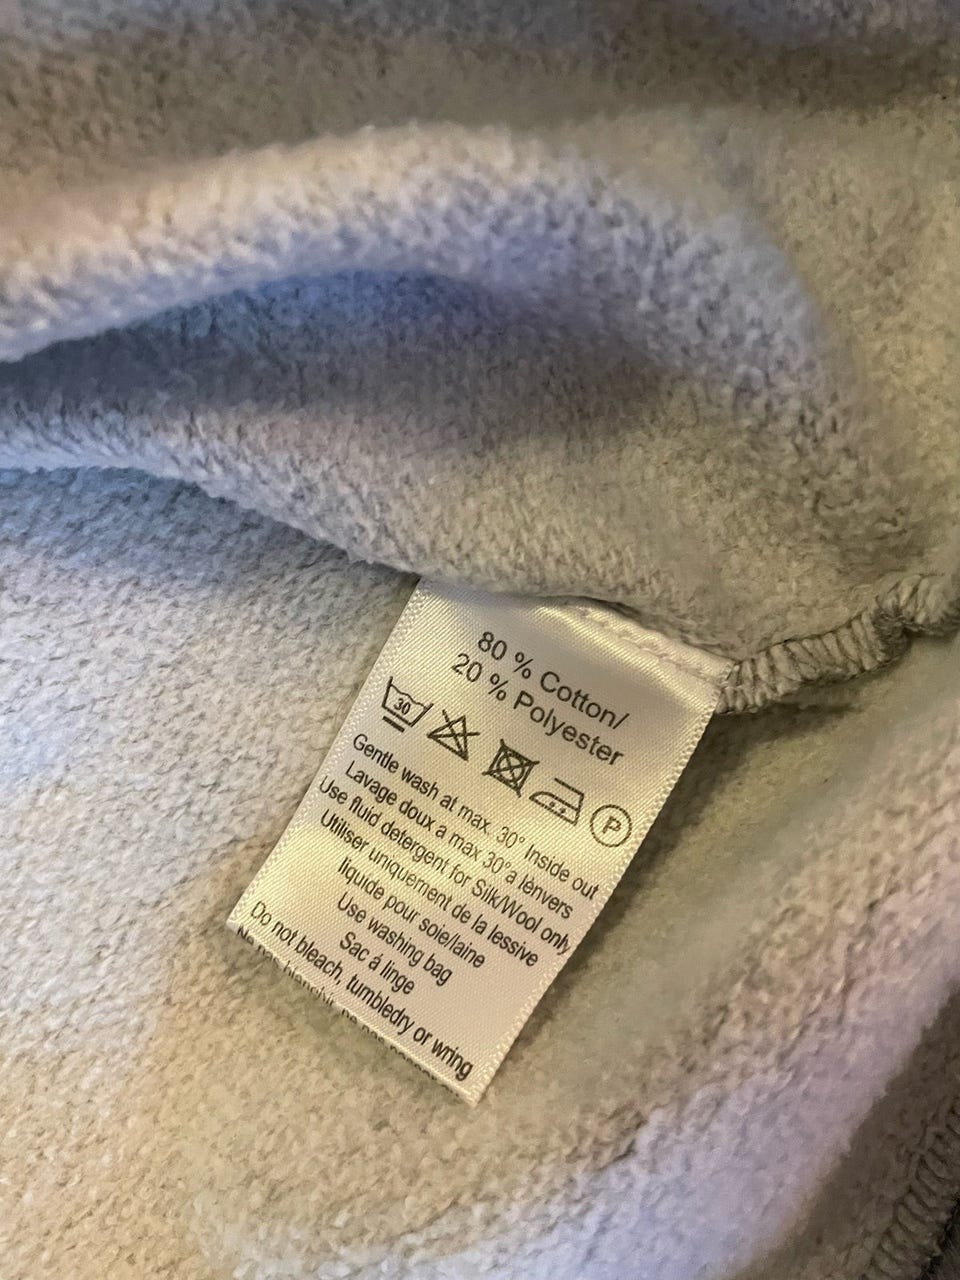 80 % Cotton/
20 % Polyester
30
P
Gentle wash at max. 30° Inside out
Lavage doux a max 30°a lènvers
Use fluid detergent for Silk/Wool only
Utiliser uniquement de la lessive
liquide pour soie/laine
Use washing bag
Sac á linge
Do not bleach, tumbledry or wring